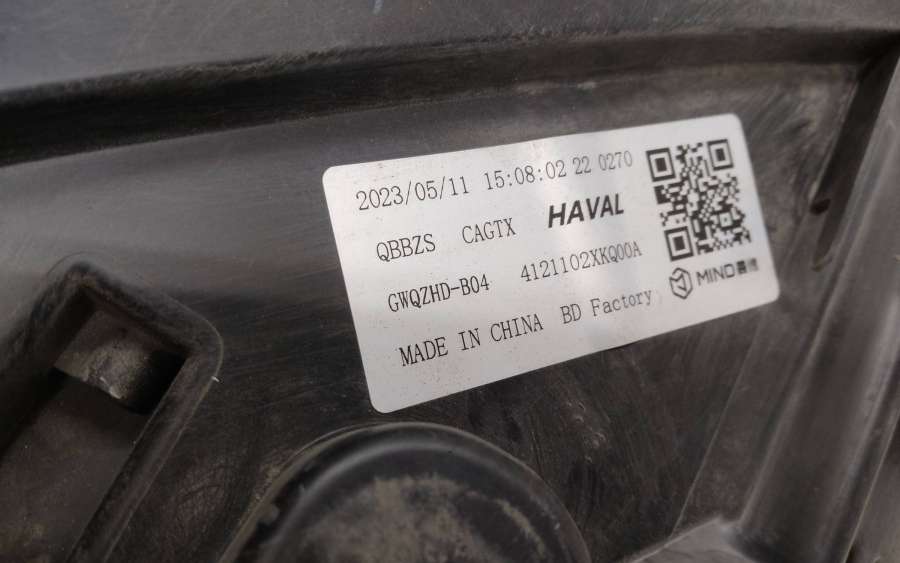 2023/05/11 15:08:02 22 0270
QBBZS CAGTX HAVAL
GWQZHD-B04 4121102XKQ00A
MIND
MADE IN CHINA BD Factory